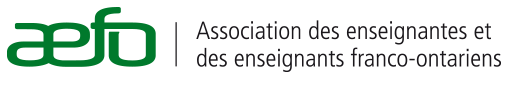 aefo
Association des enseignantes et
des enseignants franco-ontariens